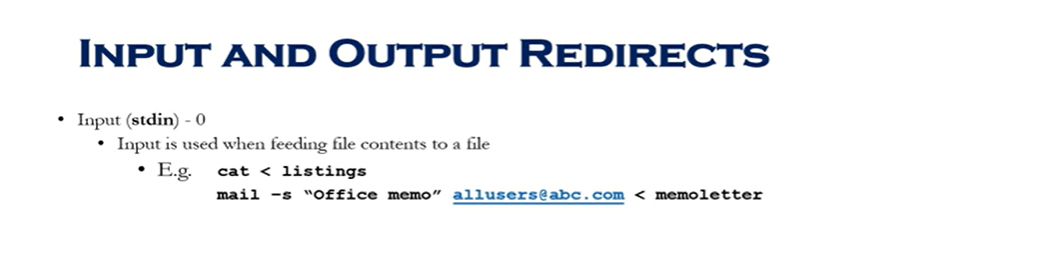 INPUT AND OUTPUT REDIRECTS
• Input (stdin) - 0
• Input is used when feeding file contents to a file
• E.g. cat < listings
mail –s “Office memo” allusers@abc.com < memoletter